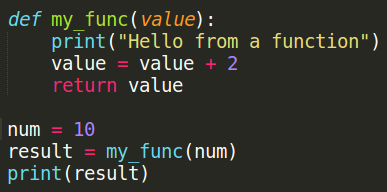 def my_func(value):
    print("Hello from a function")
    value = value + 2
    return value

num = 10
result = my_func(num)
print(result)